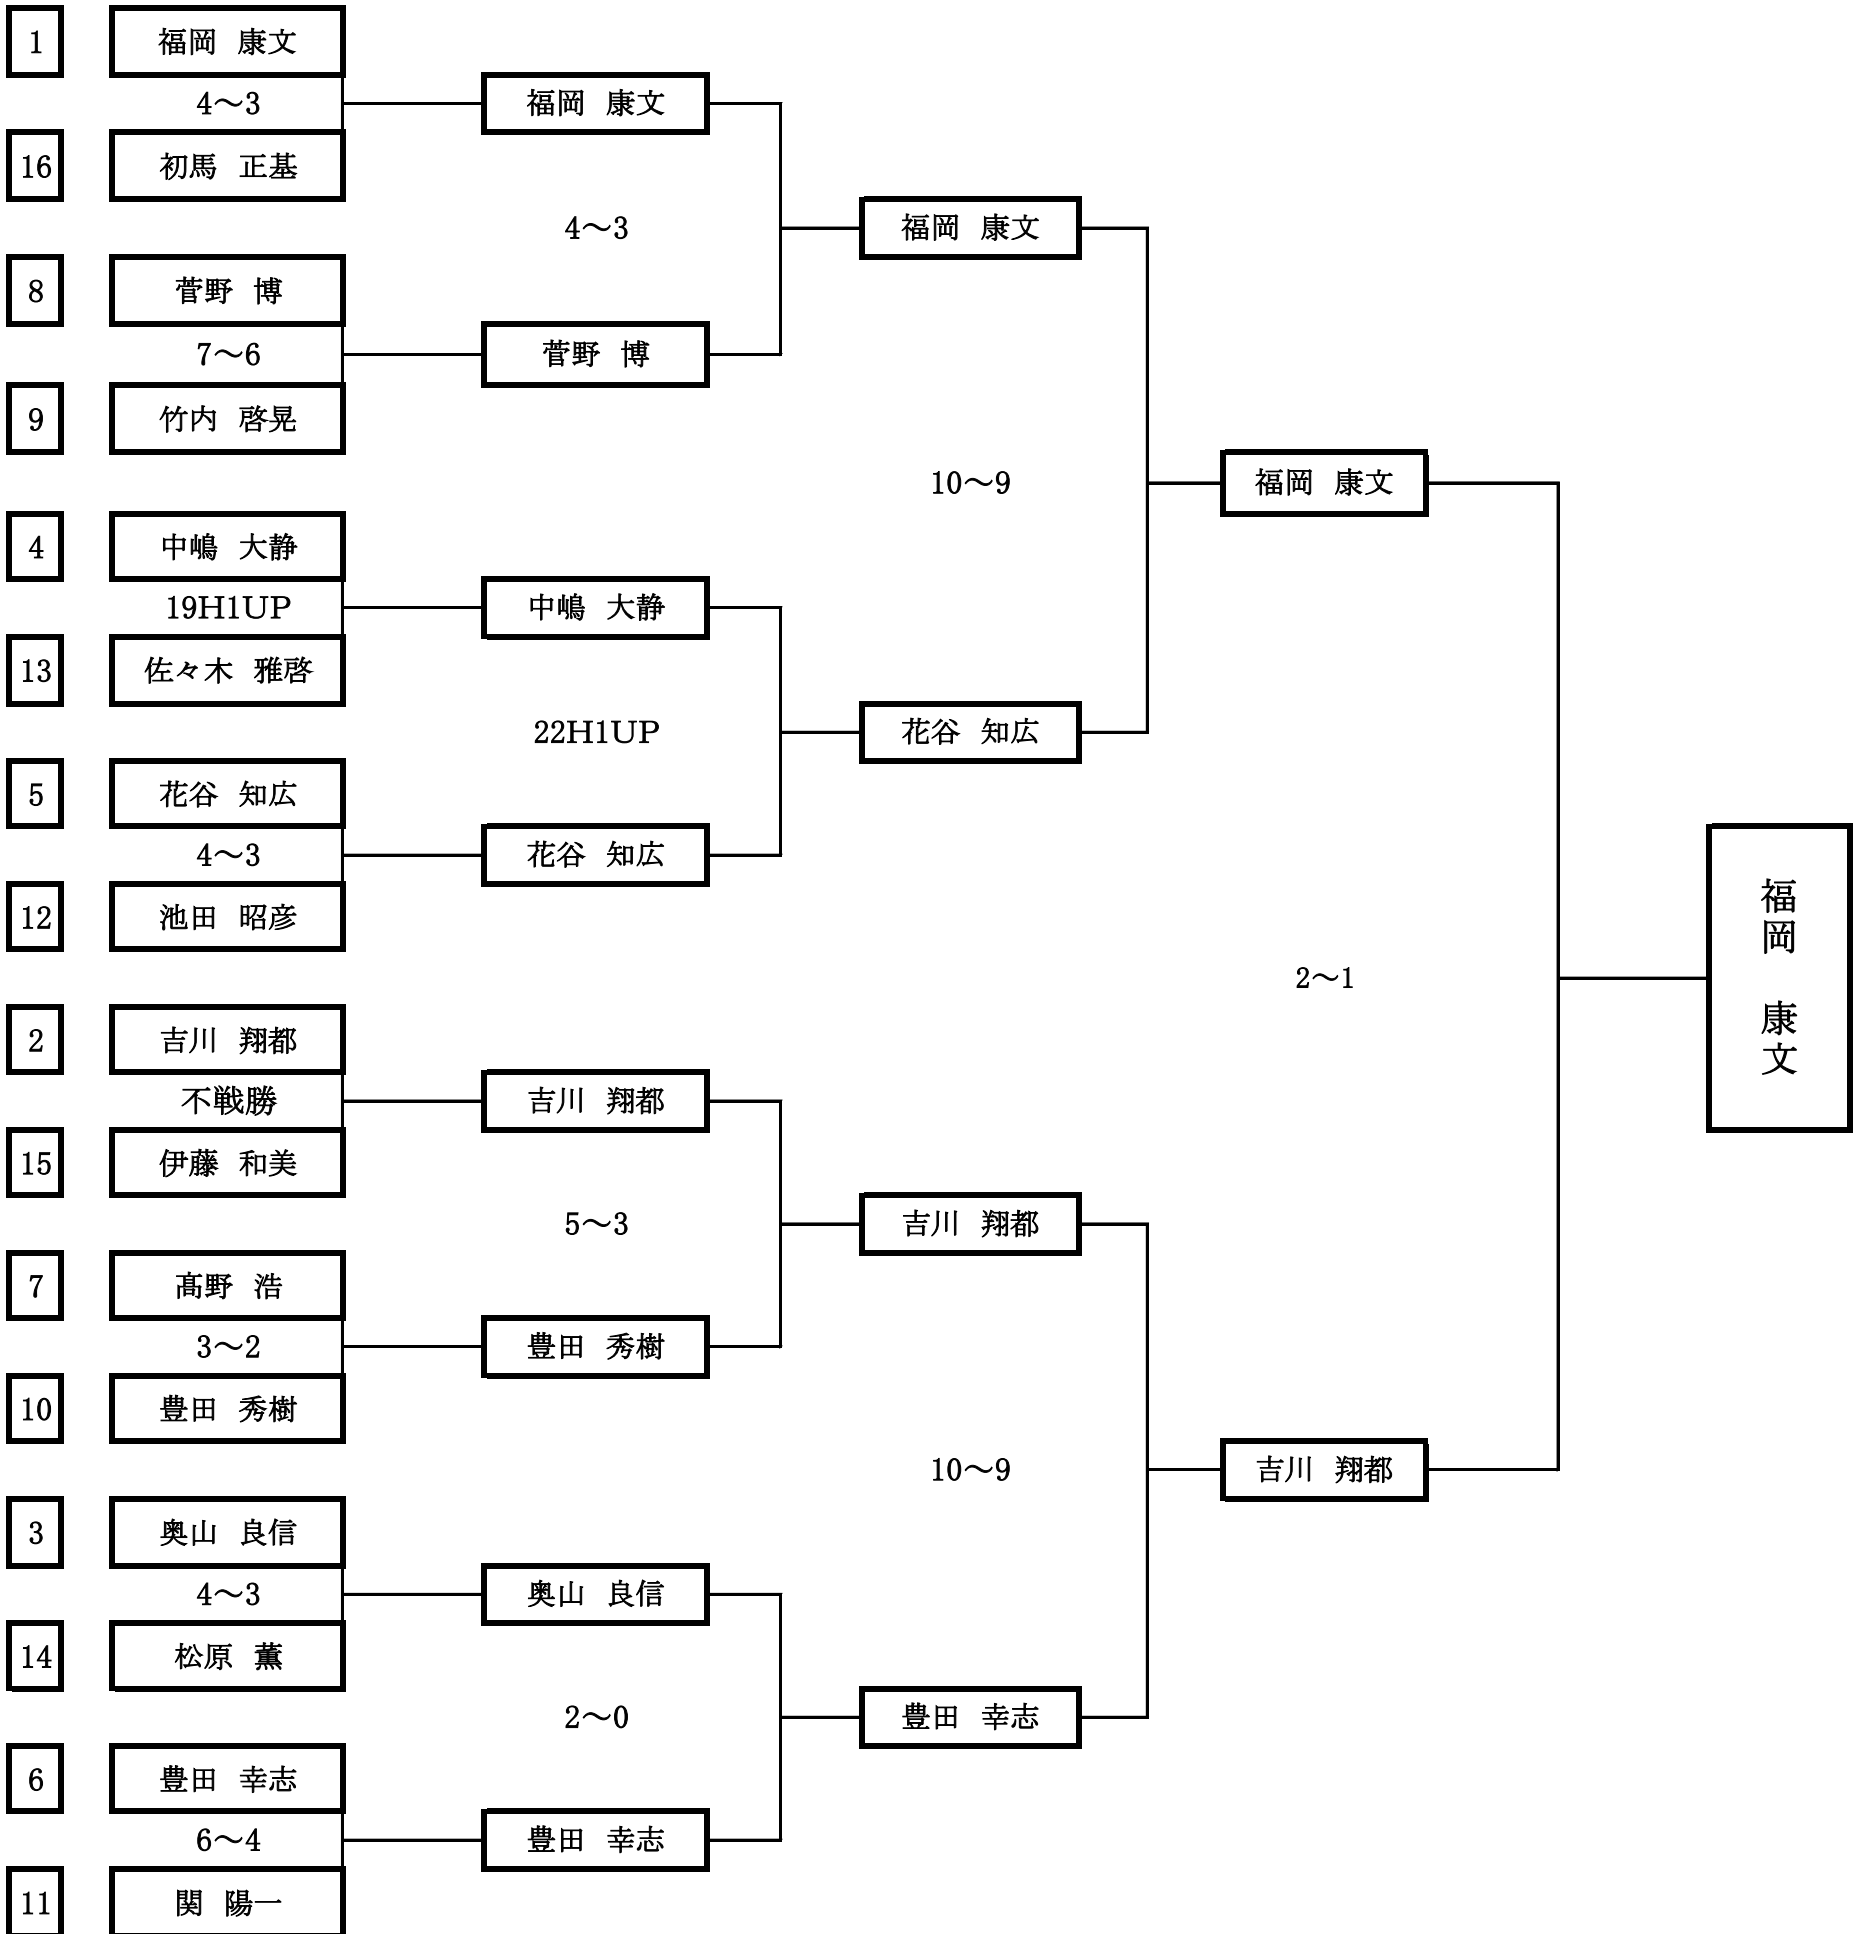 1 福岡 康文
4～3 福岡 康文
16 初馬 正基
4～3 福岡 康文
8 菅野 博
7～6 菅野 博
9 竹内 啓晃
10～9 福岡 康文
4 中嶋 大静
19H1UP 中嶋 大静
13 佐々木 雅啓
22H1UP 花谷 知広
5 花谷 知広
4～3 花谷 知広
12 池田 昭彦
2～1
福岡 康文
2 吉川 翔都
不戦勝 吉川 翔都
15 伊藤 和美
5～3 吉川 翔都
7 髙野 浩
3～2 豊田 秀樹
10 豊田 秀樹
10～9 吉川 翔都
3 奥山 良信
4～3 奥山 良信
14 松原 薫
2～0 豊田 幸志
6 豊田 幸志
6～4 豊田 幸志
11 関 陽一